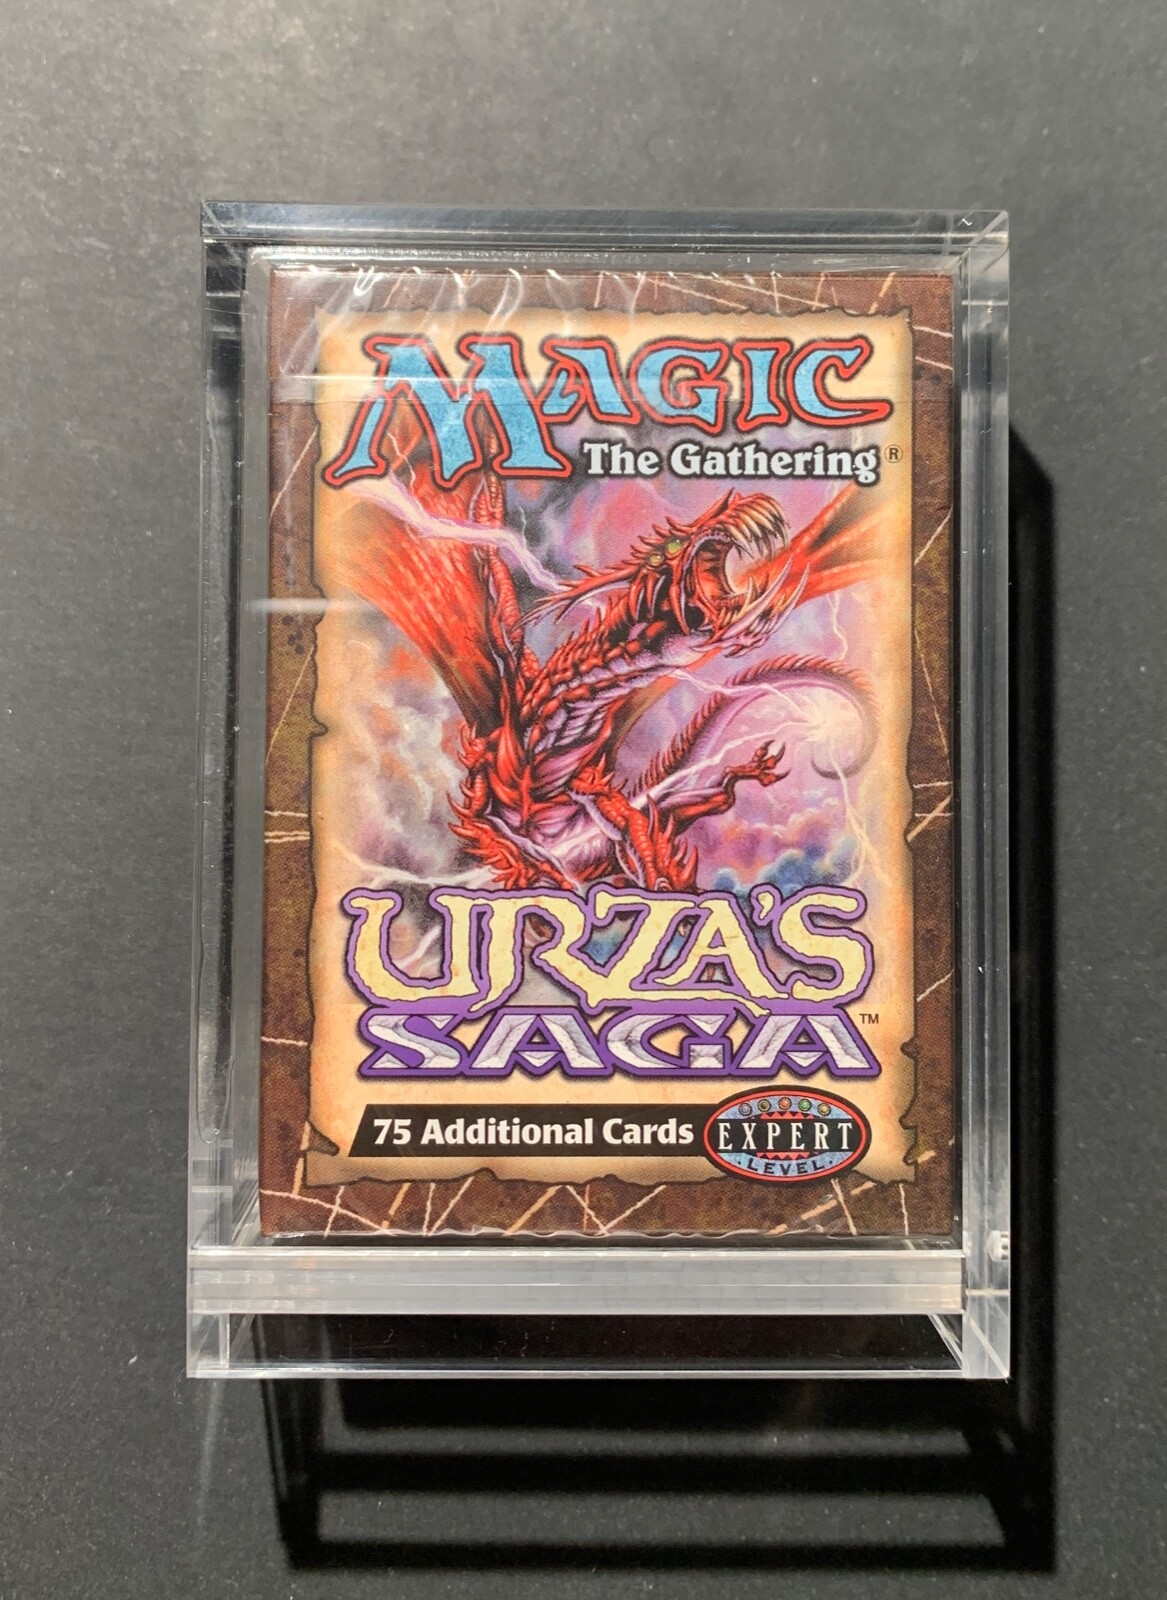 MAGIC
The Gathering®
URZA'S
SAGA™
75 Additional Cards
EXPERT
LEVEL